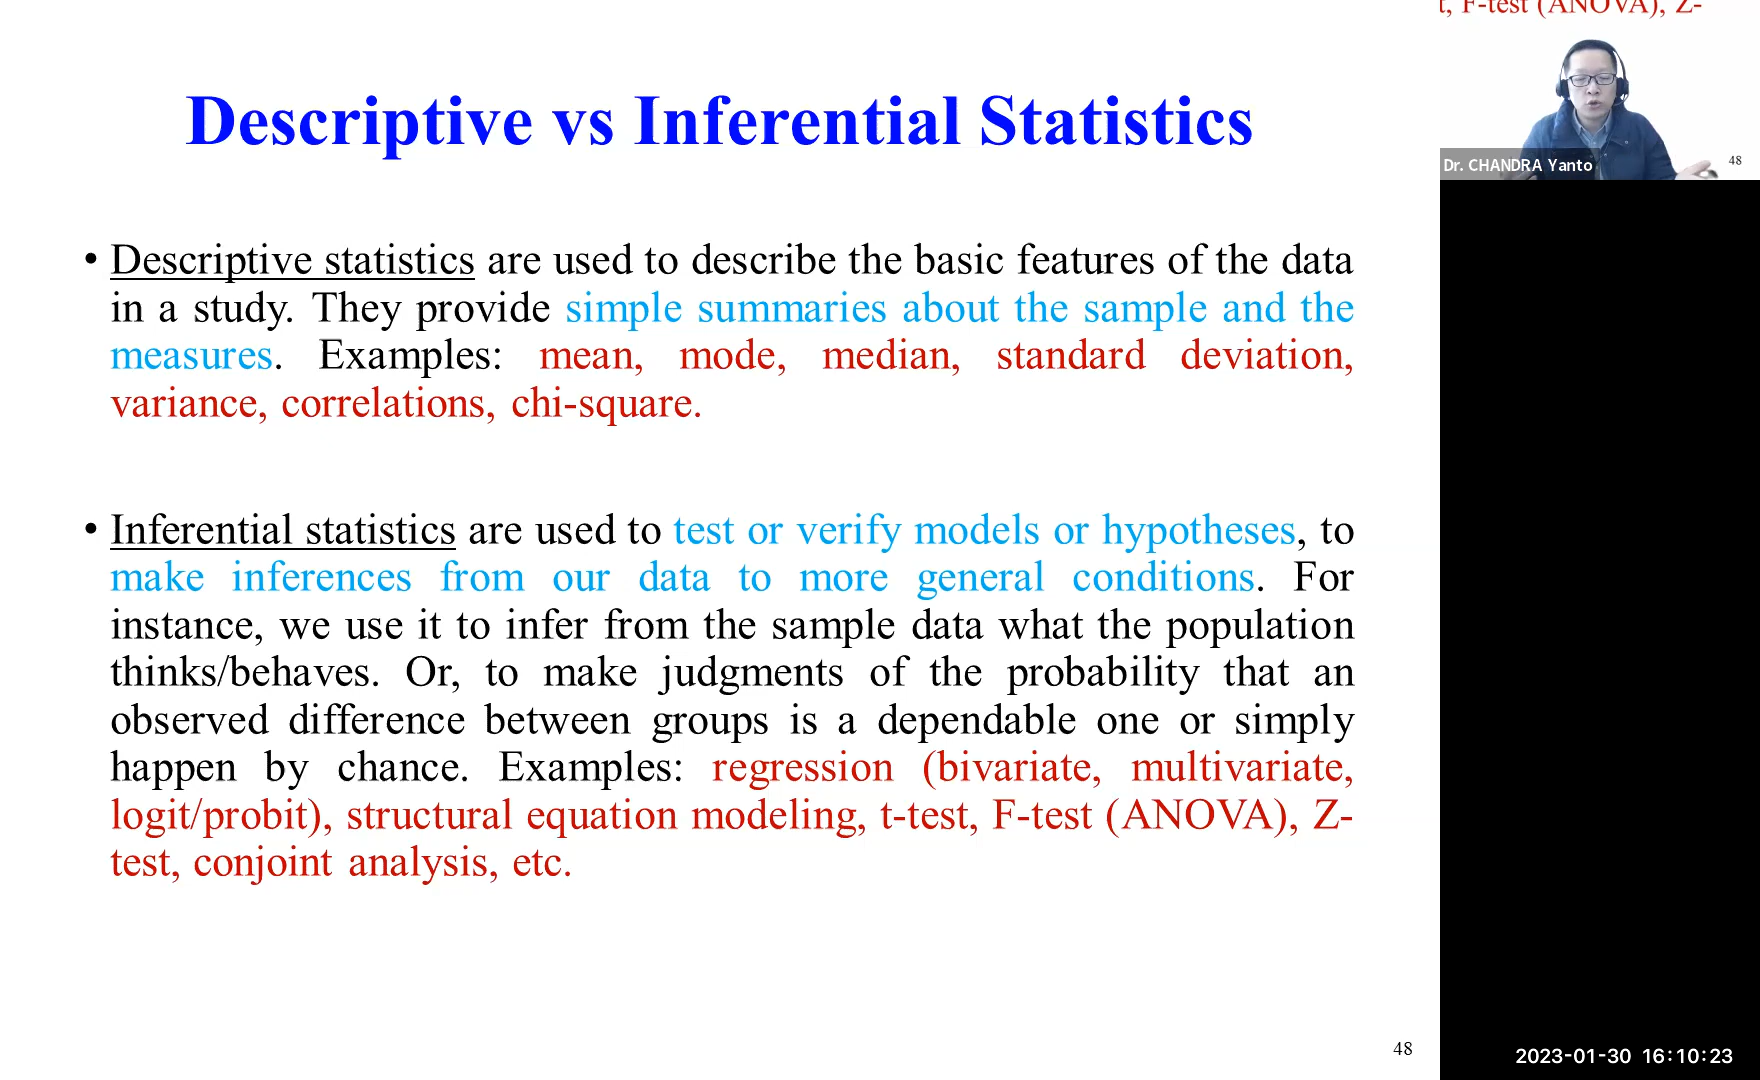 Descriptive vs Inferential Statistics
• Descriptive statistics are used to describe the basic features of the data
in a study. They provide simple summaries about the sample and the
measures. Examples: mean, mode, median, standard deviation,
variance, correlations, chi-square.
• Inferential statistics are used to test or verify models or hypotheses, to
make inferences from our data to more general conditions. For
instance, we use it to infer from the sample data what the population
thinks/behaves. Or, to make judgments of the probability that an
observed difference between groups is a dependable one or simply
happen by chance. Examples: regression (bivariate, multivariate,
logit/probit), structural equation modeling, t-test, F-test (ANOVA), Z-
test, conjoint analysis, etc.
48
t, F-test (ANOVA), Z-
Dr. CHANDRA Yanto
48
2023-01-30 16:10:23